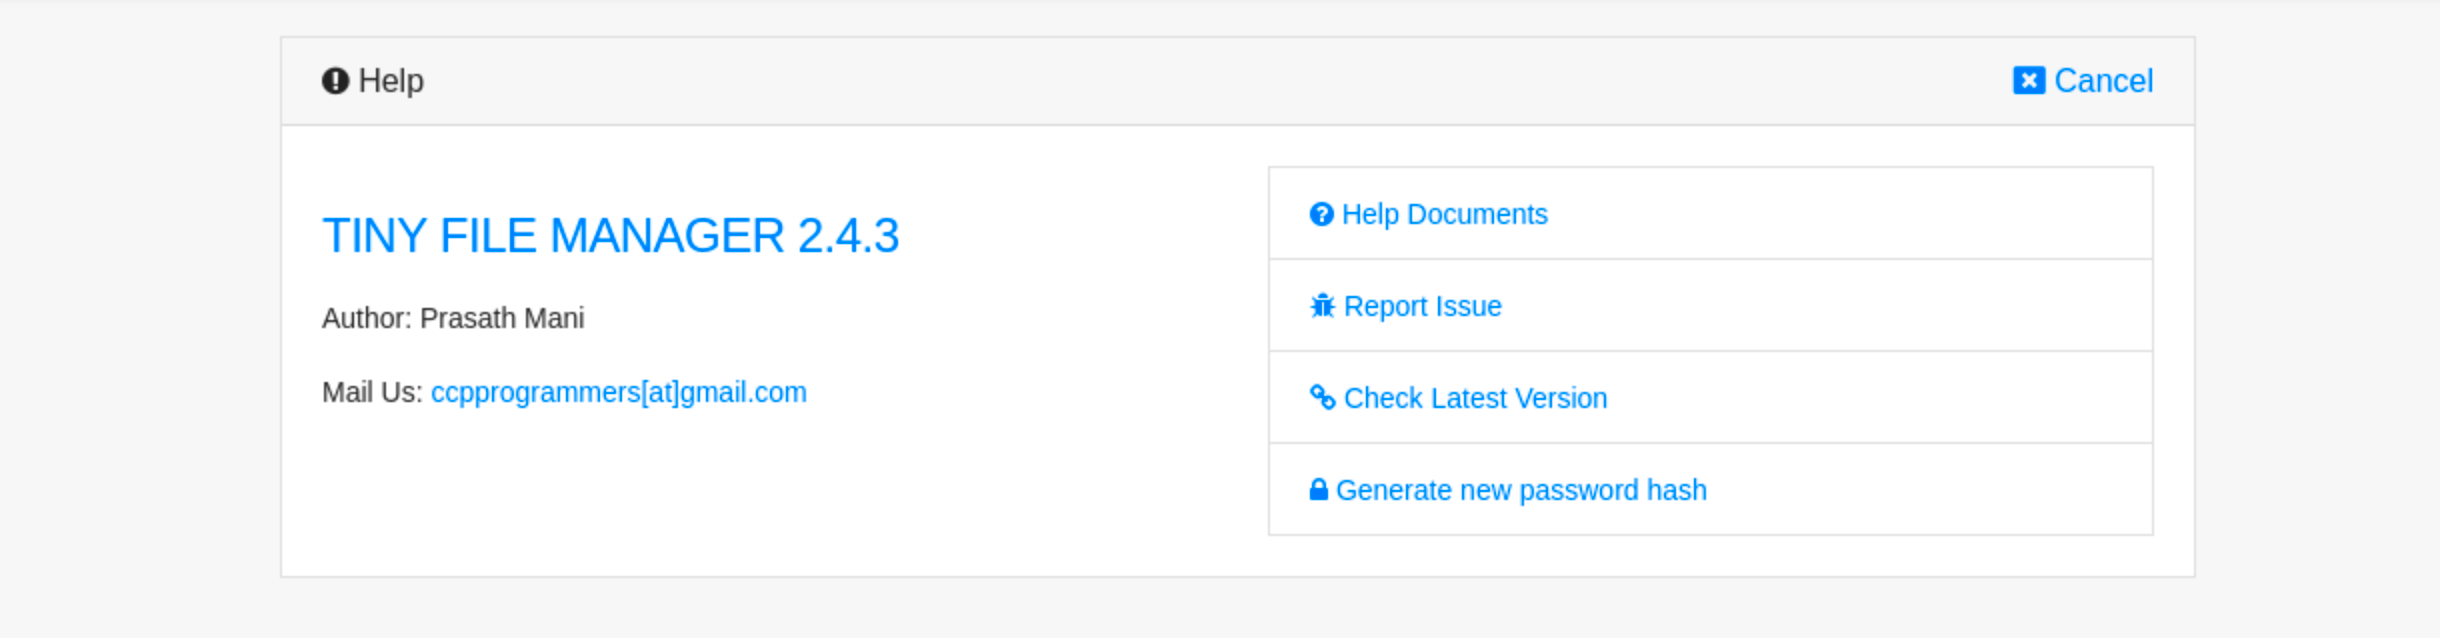 Help
Cancel
TINY FILE MANAGER 2.4.3
Author: Prasath Mani
Mail Us: ccpprogrammers[at]gmail.com
Help Documents
Report Issue
Check Latest Version
Generate new password hash